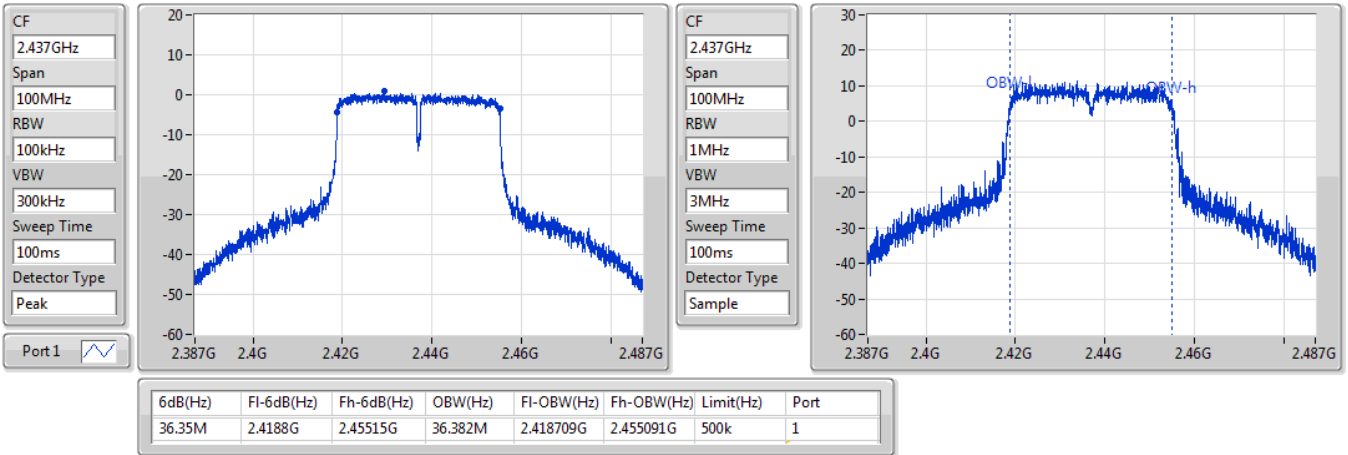 CF
2.437GHz
Span
100MHz
RBW
100kHz
VBW
300kHz
Sweep Time
100ms
Detector Type
Peak
Port 1
20
10
0
-10
-20
-30
-40
-50
-60
2.387G 2.4G 2.42G 2.44G 2.46G 2.487G
CF
2.437GHz
Span
100MHz
RBW
1MHz
VBW
3MHz
Sweep Time
100ms
Detector Type
Sample
30
20
10
0
-10
-20
-30
-40
-50
-60
OBW-l OBW-h
2.387G 2.4G 2.42G 2.44G 2.46G 2.487G
6dB(Hz) Fl-6dB(Hz) Fh-6dB(Hz) OBW(Hz) Fl-OBW(Hz) Fh-OBW(Hz) Limit(Hz) Port
36.35M 2.4188G 2.45515G 36.382M 2.418709G 2.455091G 500k 1